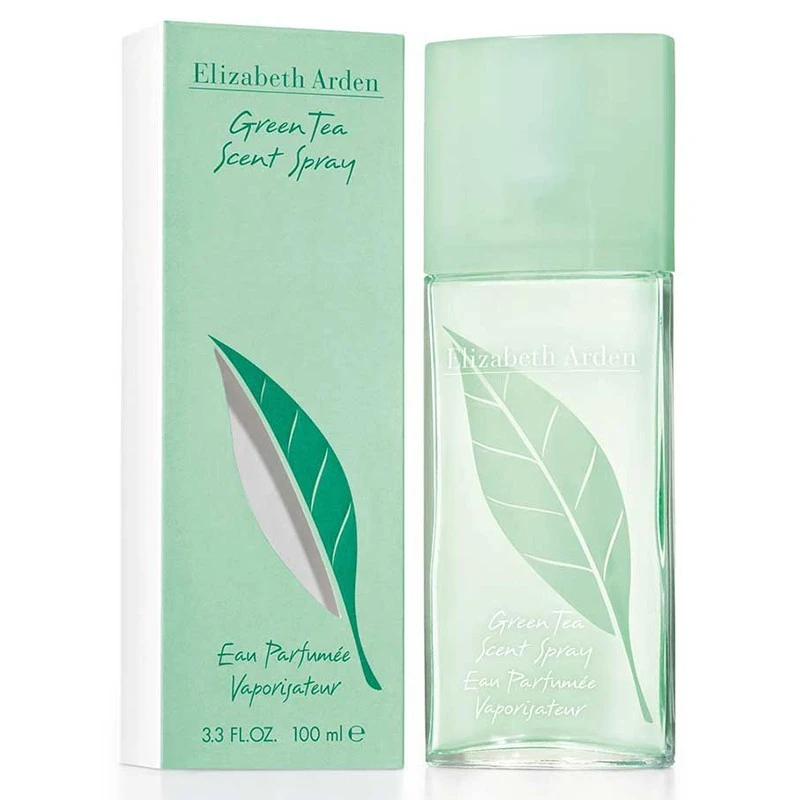 Elizabeth Arden
Green Tea
Scent Spray
Eau Parfumée
Vaporisateur
3.3 FL.OZ. 100 ml ℮
Elizabeth Arden
Green Tea
Scent Spray
Eau Parfumée
Vaporisateur